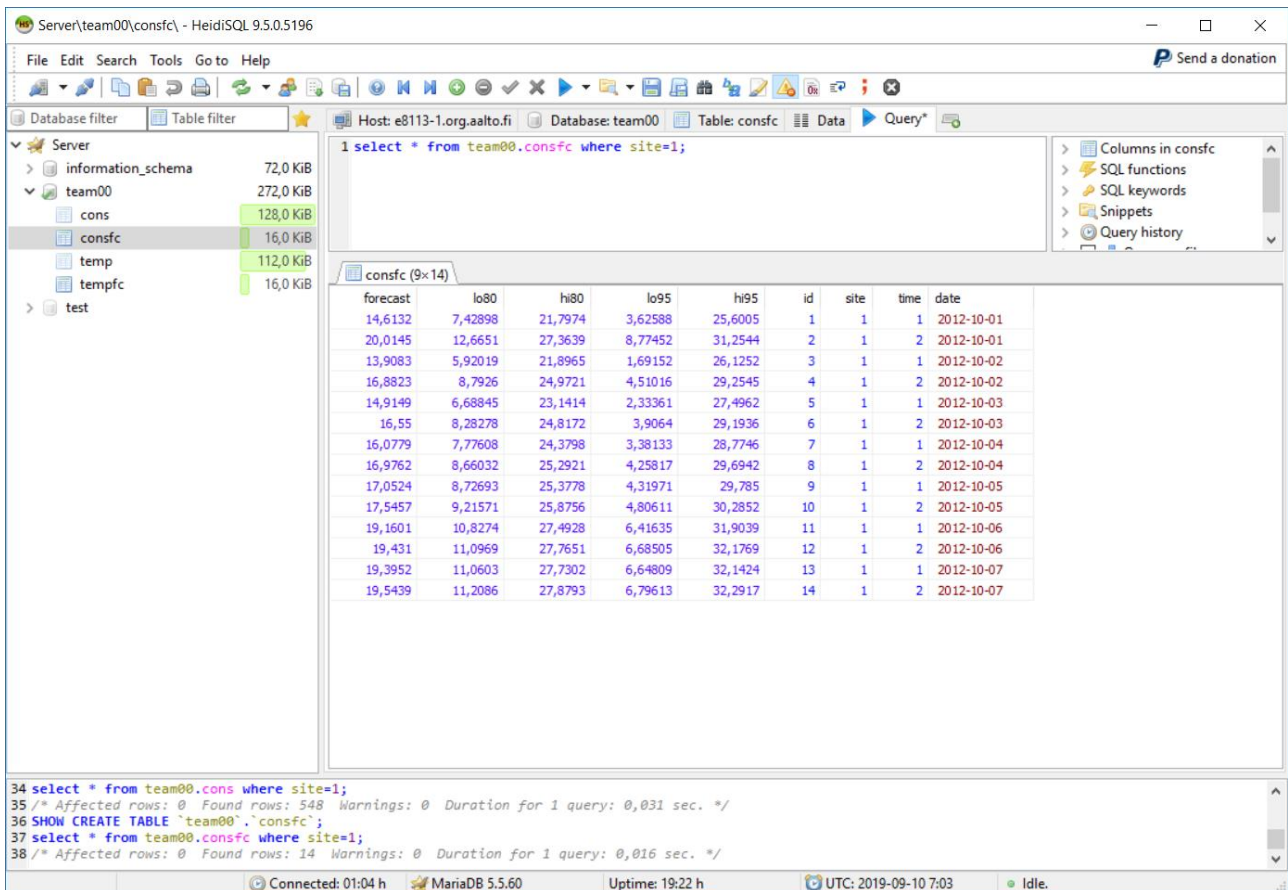 Server\team00\consfc\ - HeidiSQL 9.5.0.5196
File Edit Search Tools Go to Help
Send a donation
Database filter Table filter
Host: e8113-1.org.aalto.fi Database: team00 Table: consfc Data Query*
Server
information_schema 72,0 KiB
team00 272,0 KiB
cons 128,0 KiB
consfc 16,0 KiB
temp 112,0 KiB
tempfc 16,0 KiB
test
1 select * from team00.consfc where site=1;
Columns in consfc
SQL functions
SQL keywords
Snippets
Query history
consfc (9×14)
forecast lo80 hi80 lo95 hi95 id site time date
14,6132 7,42898 21,7974 3,62588 25,6005 1 1 1 2012-10-01
20,0145 12,6651 27,3639 8,77452 31,2544 2 1 2 2012-10-01
13,9083 5,92019 21,8965 1,69152 26,1252 3 1 1 2012-10-02
16,8823 8,7926 24,9721 4,51016 29,2545 4 1 2 2012-10-02
14,9149 6,68845 23,1414 2,33361 27,4962 5 1 1 2012-10-03
16,55 8,28278 24,8172 3,9064 29,1936 6 1 2 2012-10-03
16,0779 7,77608 24,3798 3,38133 28,7746 7 1 1 2012-10-04
16,9762 8,66032 25,2921 4,25817 29,6942 8 1 2 2012-10-04
17,0524 8,72693 25,3778 4,31971 29,785 9 1 1 2012-10-05
17,5457 9,21571 25,8756 4,80611 30,2852 10 1 2 2012-10-05
19,1601 10,8274 27,4928 6,41635 31,9039 11 1 1 2012-10-06
19,431 11,0969 27,7651 6,68505 32,1769 12 1 2 2012-10-06
19,3952 11,0603 27,7302 6,64809 32,1424 13 1 1 2012-10-07
19,5439 11,2086 27,8793 6,79613 32,2917 14 1 2 2012-10-07
34 select * from team00.cons where site=1;
35 /* Affected rows: 0 Found rows: 548 Warnings: 0 Duration for 1 query: 0,031 sec. */
36 SHOW CREATE TABLE `team00`.`consfc`;
37 select * from team00.consfc where site=1;
38 /* Affected rows: 0 Found rows: 14 Warnings: 0 Duration for 1 query: 0,016 sec. */
Connected: 01:04 h MariaDB 5.5.60 Uptime: 19:22 h UTC: 2019-09-10 7:03 Idle.